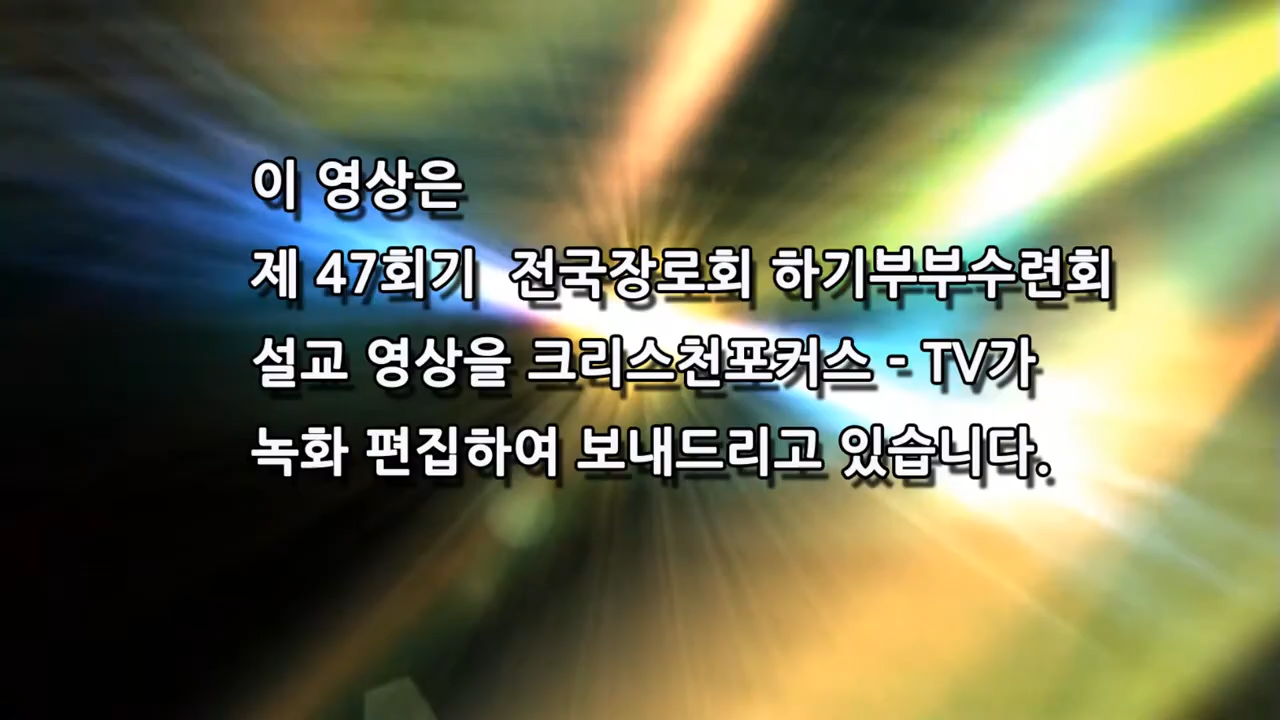 이 영상은
제 47회기 전국장로회 하기부부수련회
설교 영상을 크리스천포커스 - TV가
녹화 편집하여 보내드리고 있습니다.